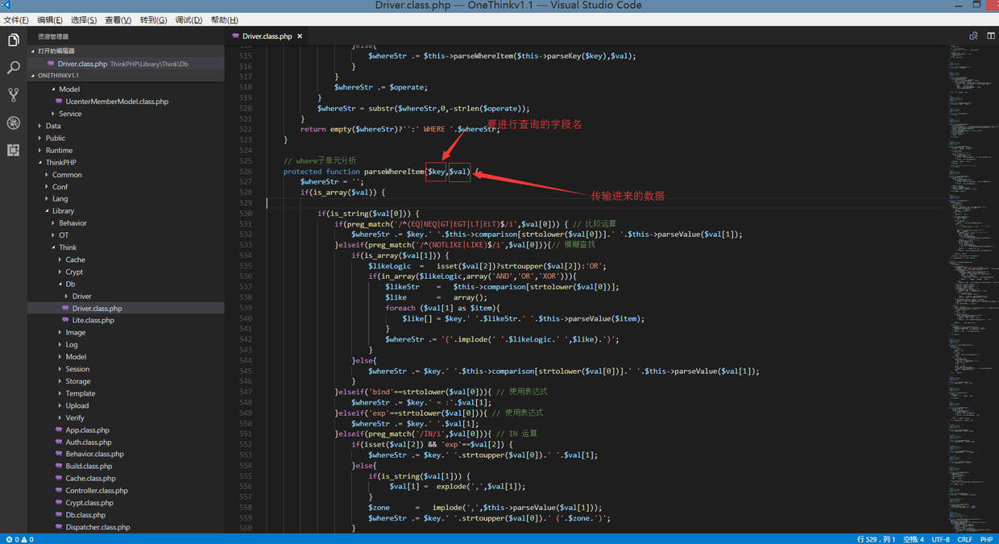 Driver.class.php — OneThinkv1.1 — Visual Studio Code
文件(F) 编辑(E) 选择(S) 查看(V) 转到(G) 调试(D) 帮助(H)
资源管理器
打开的编辑器
Driver.class.php ThinkPHP\Library\Think\Db
ONETHINKV1.1
Model
UcenterMemberModel.class.php
Service
Data
Public
Runtime
ThinkPHP
Common
Conf
Lang
Library
Behavior
OT
Think
Cache
Crypt
Db
Driver
Driver.class.php
Lite.class.php
Image
Log
Model
Session
Storage
Template
Upload
Verify
App.class.php
Auth.class.php
Behavior.class.php
Build.class.php
Cache.class.php
Controller.class.php
Crypt.class.php
Db.class.php
Dispatcher.class.php
Driver.class.php ×
514 }else{
515 $whereStr .= $this->parseWhereItem($this->parseKey($key),$val);
516 }
517 }
518 $whereStr .= $operate;
519 }
520 $whereStr = substr($whereStr,0,-strlen($operate));
521 }
522 return empty($whereStr)?'':' WHERE '.$whereStr;
要进行查询的字段名
523 }
524
525 // where子单元分析
526 protected function parseWhereItem($key,$val) {
527 $whereStr = '';
528 if(is_array($val)) {
传输进来的数据
529
530 if(is_string($val[0])) {
531 if(preg_match('/^(EQ|NEQ|GT|EGT|LT|ELT)$/i',$val[0])) { // 比较运算
532 $whereStr .= $key.' '.$this->comparison[strtolower($val[0])].' '.$this->parseValue($val[1]);
533 }elseif(preg_match('/^(NOTLIKE|LIKE)$/i',$val[0])){// 模糊查找
534 if(is_array($val[1])) {
535 $likeLogic = isset($val[2])?strtoupper($val[2]):'OR';
536 if(in_array($likeLogic,array('AND','OR','XOR'))){
537 $likeStr = $this->comparison[strtolower($val[0])];
538 $like = array();
539 foreach ($val[1] as $item){
540 $like[] = $key.' '.$likeStr.' '.$this->parseValue($item);
541 }
542 $whereStr .= '('.implode(' '.$likeLogic.' ',$like).')';
543 }
544 }else{
545 $whereStr .= $key.' '.$this->comparison[strtolower($val[0])].' '.$this->parseValue($val[1]);
546 }
547 }elseif('bind'==strtolower($val[0])){ // 使用表达式
548 $whereStr .= $key.' = :'.$val[1];
549 }elseif('exp'==strtolower($val[0])){ // 使用表达式
550 $whereStr .= $key.' '.$val[1];
551 }elseif(preg_match('/IN/i',$val[0])){ // IN 运算
552 if(isset($val[2]) && 'exp'==$val[2]) {
553 $whereStr .= $key.' '.strtoupper($val[0]).' '.$val[1];
554 }else{
555 if(is_string($val[1])) {
556 $val[1] = explode(',',$val[1]);
557 }
558 $zone = implode(',',$this->parseValue($val[1]));
559 $whereStr .= $key.' '.strtoupper($val[0]).' ('.$zone.')';
560 }
0 0 行 529，列 1 空格: 4 UTF-8 CRLF PHP